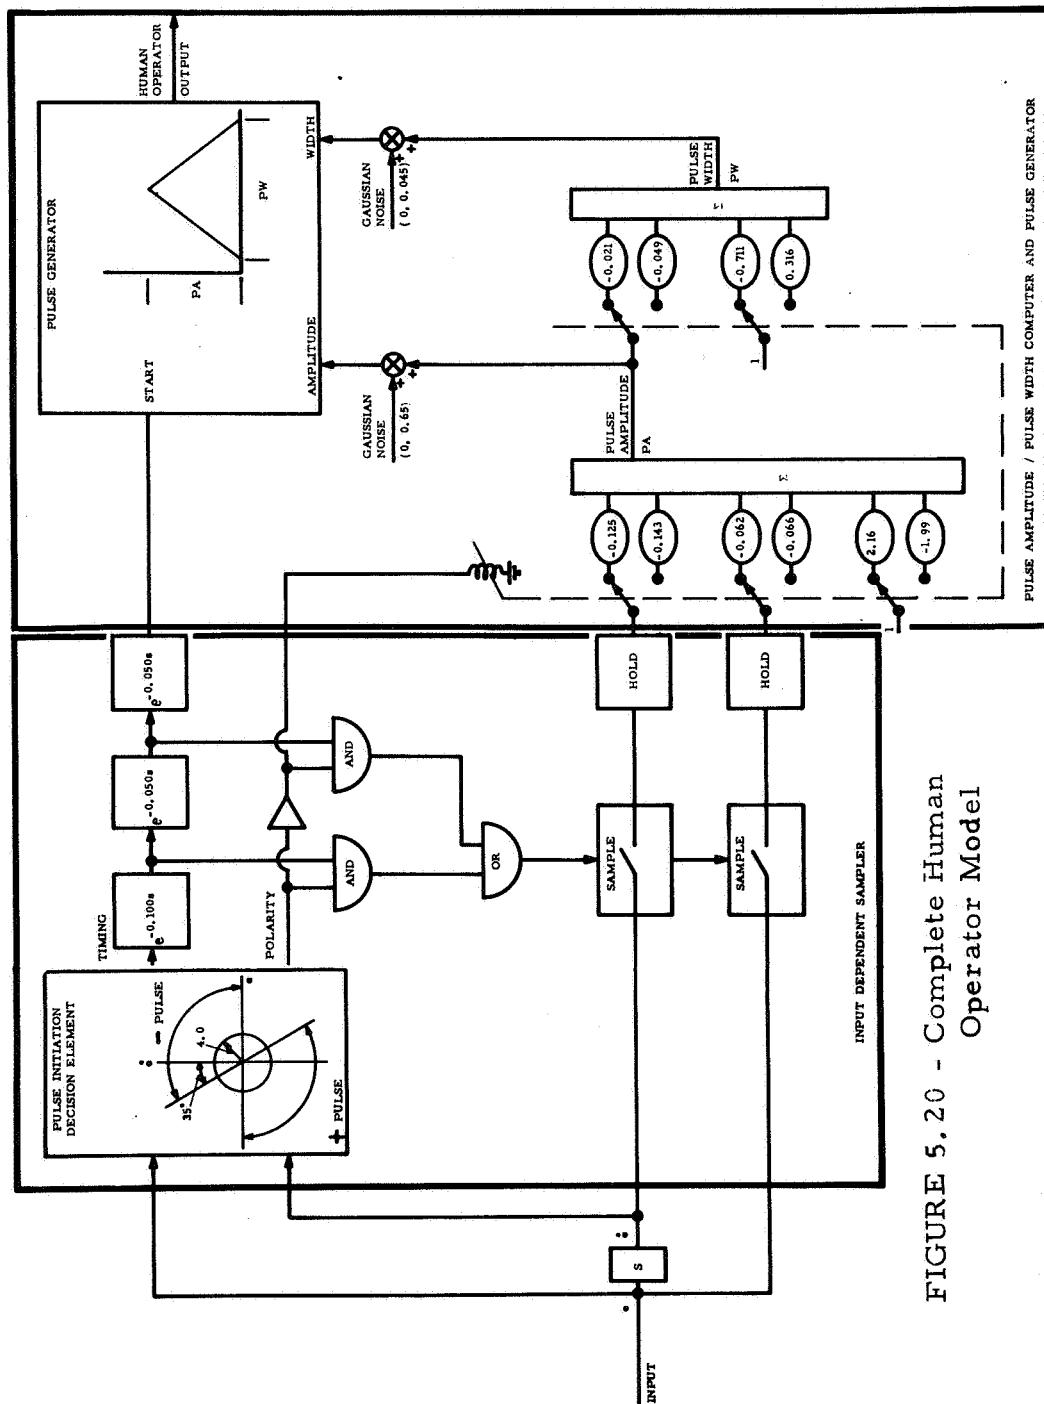 PULSE INITIATION
DECISION ELEMENT
ė
− PULSE
4.0
35°
e
+ PULSE
TIMING
POLARITY
e^-0.100s
e^-0.050s
e^-0.050s
AND
AND
OR
SAMPLE
SAMPLE
HOLD
HOLD
INPUT DEPENDENT SAMPLER
INPUT
e
S
ė
START
PULSE GENERATOR
PA
PW
AMPLITUDE
WIDTH
HUMAN
OPERATOR
OUTPUT
GAUSSIAN
NOISE
(0, 0.65)
+
+
GAUSSIAN
NOISE
(0, 0.045)
+
+
-0.125
-0.143
-0.062
-0.066
2.16
-1.99
1
Σ
PULSE
AMPLITUDE
PA
-0.021
-0.049
-0.711
0.316
1
Σ
PULSE
WIDTH
PW
PULSE AMPLITUDE / PULSE WIDTH COMPUTER AND PULSE GENERATOR
FIGURE 5.20 - Complete Human
Operator Model